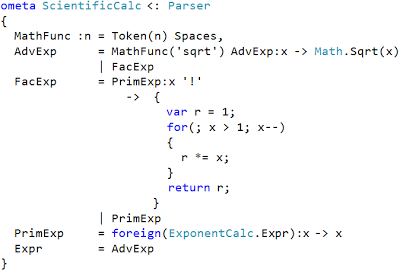 ometa ScientificCalc <: Parser
{
  MathFunc :n = Token(n) Spaces,
  AdvExp      = MathFunc('sqrt') AdvExp:x -> Math.Sqrt(x)
              | FacExp
  FacExp      = PrimExp:x '!'
                  ->  {
                        var r = 1;
                        for(; x > 1; x--)
                        {
                          r *= x;
                        }
                        return r;
                      }
              | PrimExp
  PrimExp     = foreign(ExponentCalc.Expr):x -> x
  Expr        = AdvExp
}